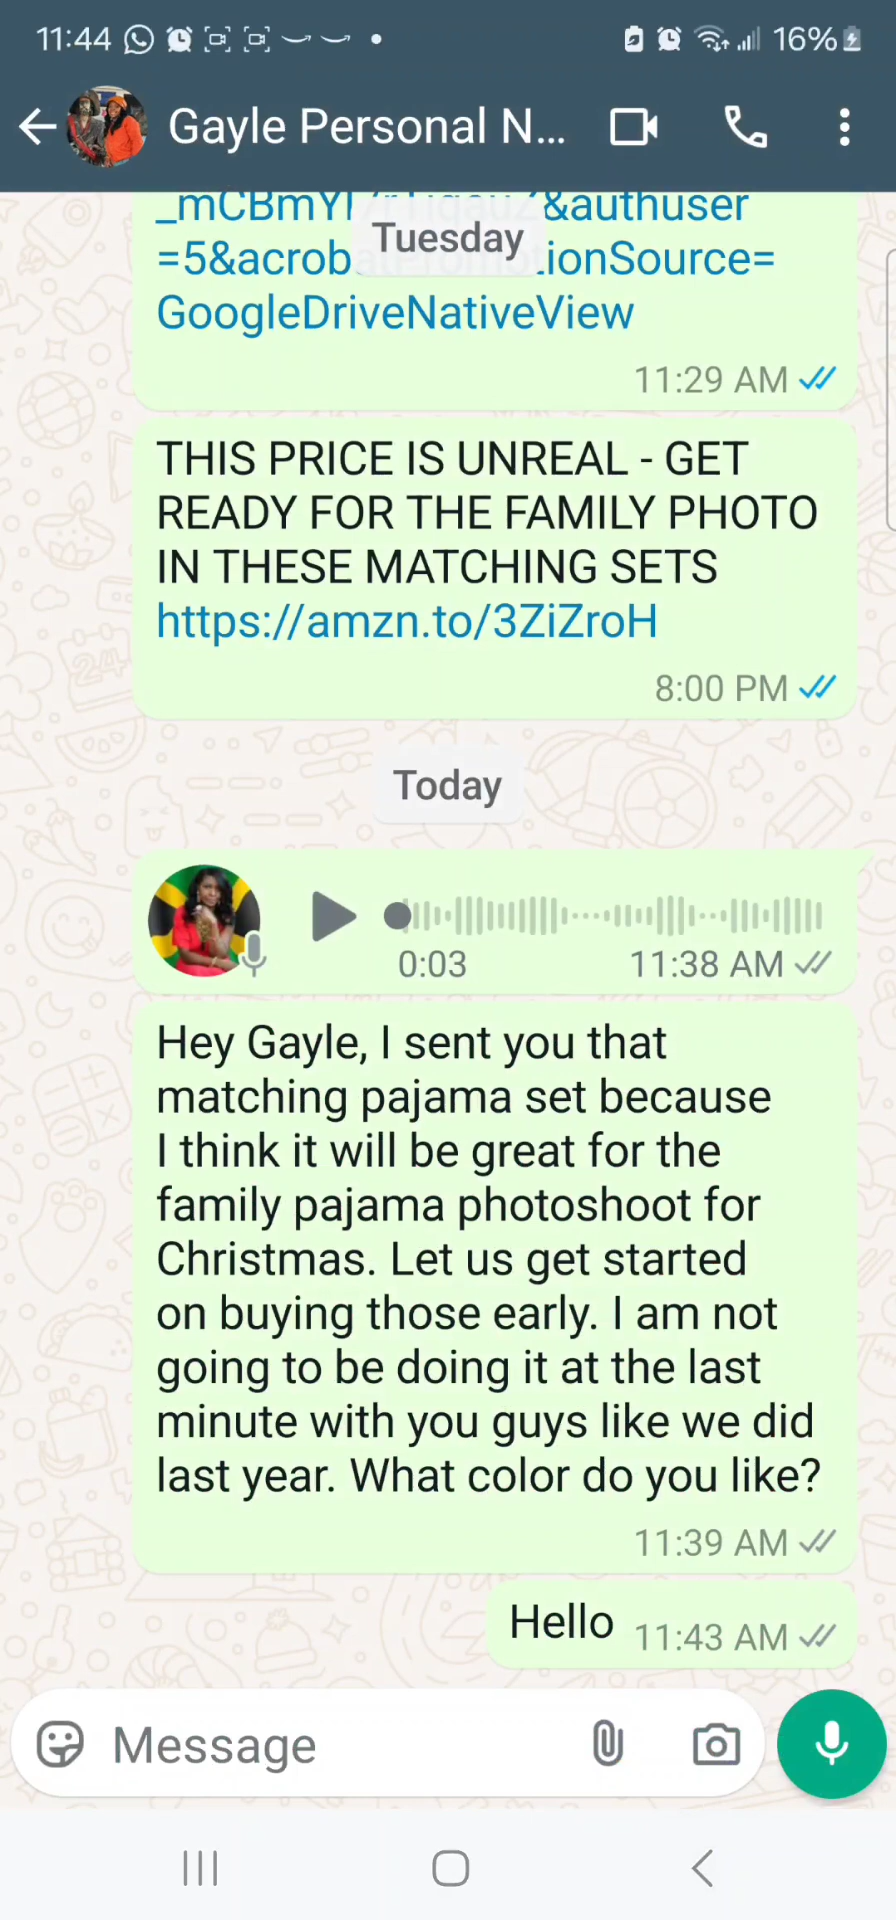 11:44
16%
Gayle Personal N...
&authuser
Tuesday
=5&acrob
ionSource=
GoogleDriveNativeView
11:29 AM
THIS PRICE IS UNREAL - GET
READY FOR THE FAMILY PHOTO
IN THESE MATCHING SETS
https://amzn.to/3ZiZroH
8:00 PM
Today
0:03
11:38 AM
Hey Gayle, I sent you that
matching pajama set because
I think it will be great for the
family pajama photoshoot for
Christmas. Let us get started
on buying those early. I am not
going to be doing it at the last
minute with you guys like we did
last year. What color do you like?
11:39 AM
Hello
11:43 AM
Message